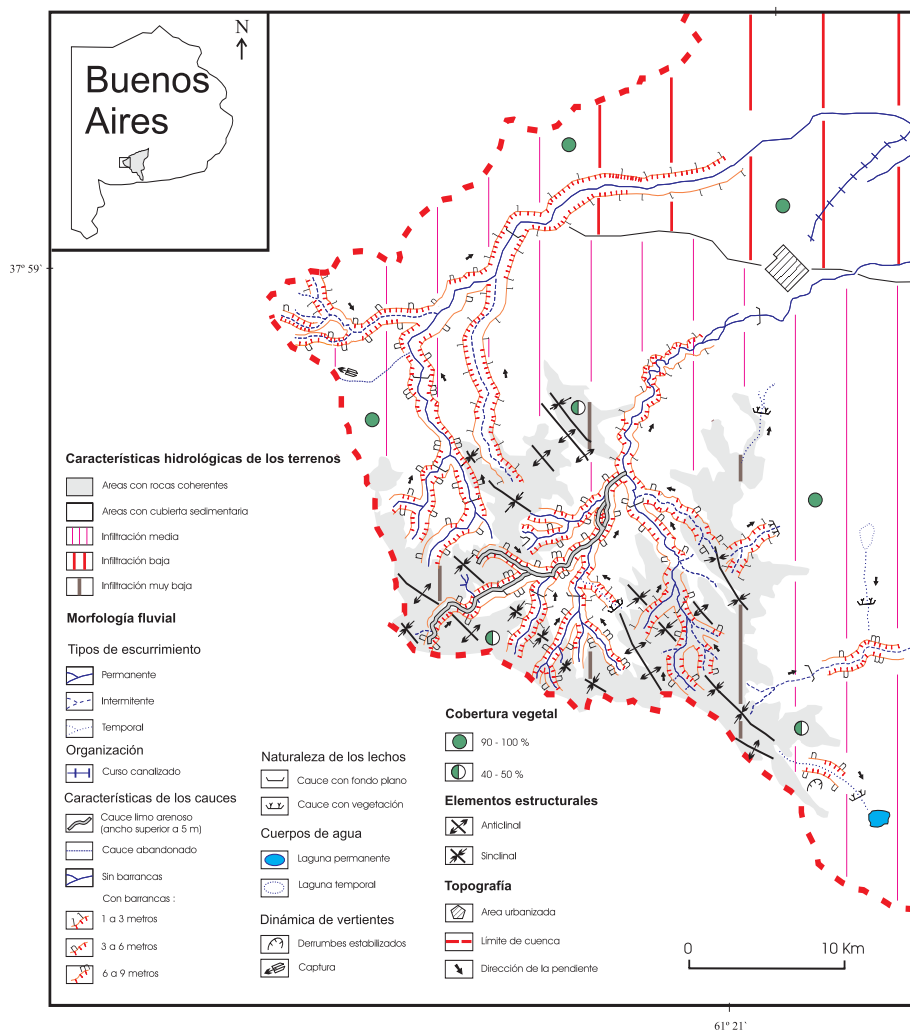 N
Buenos
Aires
37° 59`
Características hidrológicas de los terrenos
Areas con rocas coherentes
Areas con cubierta sedimentaria
Infiltración media
Infiltración baja
Infiltración muy baja
Morfología fluvial
Tipos de escurrimiento
Permanente
Intermitente
Temporal
Organización
Curso canalizado
Características de los cauces
Cauce limo arenoso
(ancho superior a 5 m)
Cauce abandonado
Sin barrancas
Con barrancas :
1 a 3 metros
3 a 6 metros
6 a 9 metros
Naturaleza de los lechos
Cauce con fondo plano
Cauce con vegetación
Cuerpos de agua
Laguna permanente
Laguna temporal
Dinámica de vertientes
Derrumbes estabilizados
Captura
Cobertura vegetal
90 - 100 %
40 - 50 %
Elementos estructurales
Anticlinal
Sinclinal
Topografía
Area urbanizada
Límite de cuenca
Dirección de la pendiente
0 10 Km
61° 21`